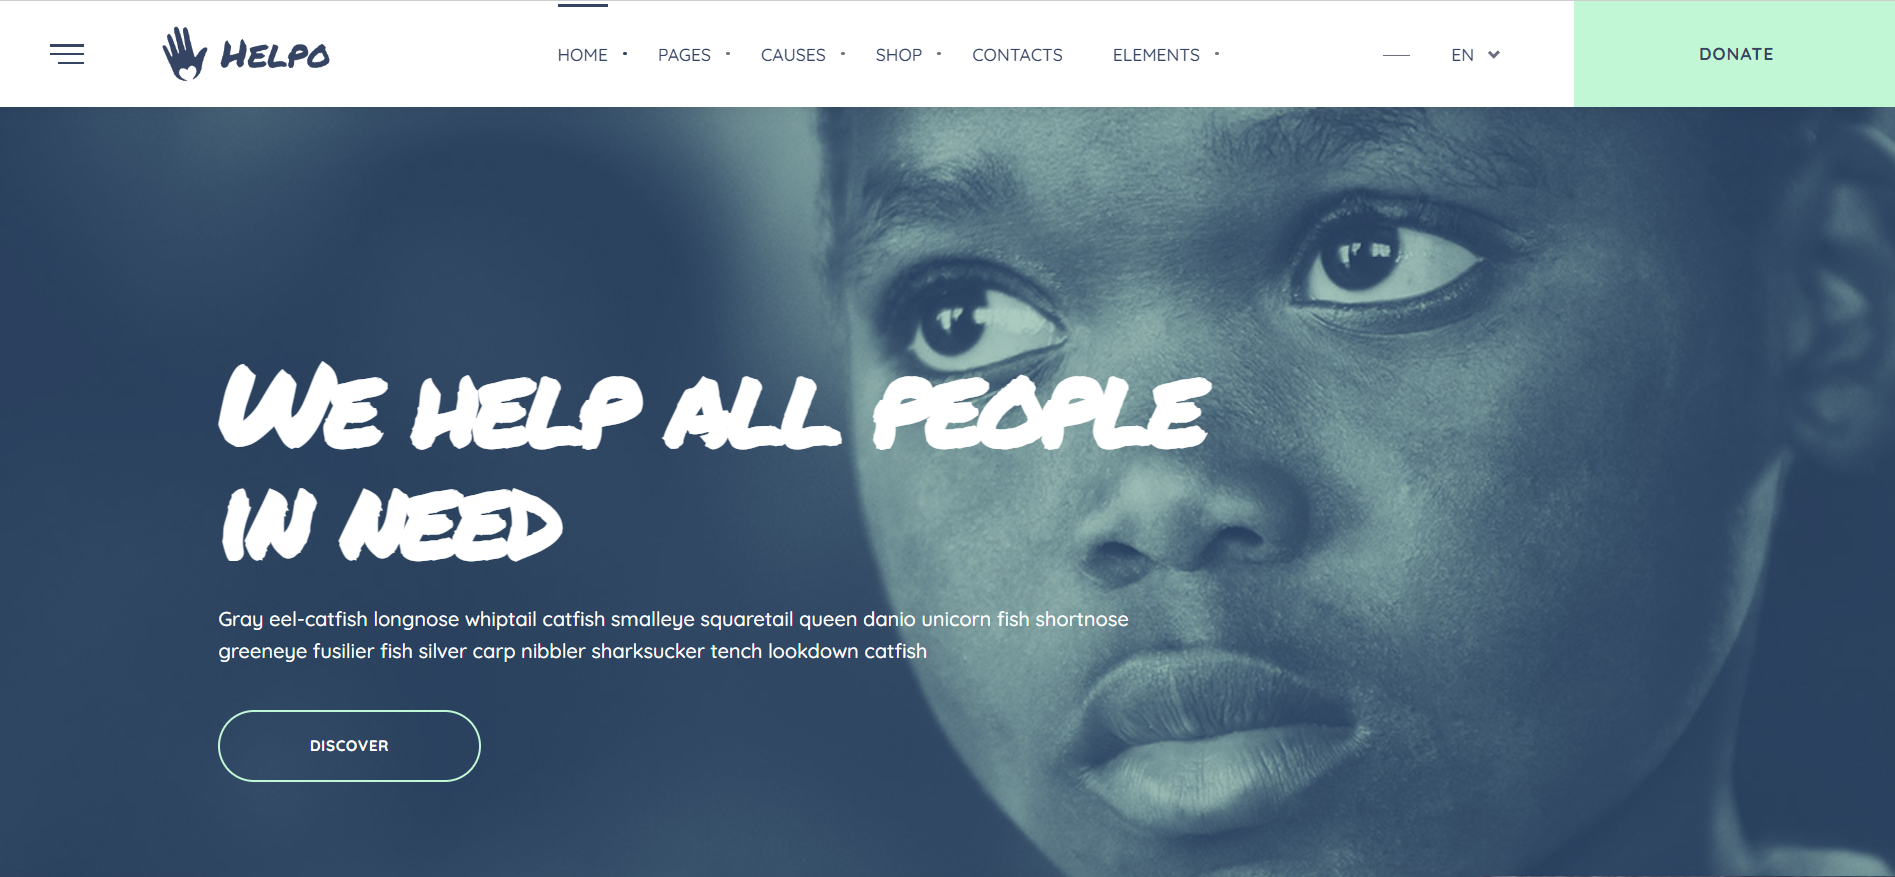 Helpo
HOME PAGES CAUSES SHOP CONTACTS ELEMENTS
EN
DONATE
We help all people
in need
Gray eel-catfish longnose whiptail catfish smalleye squaretail queen danio unicorn fish shortnose
greeneye fusilier fish silver carp nibbler sharksucker tench lookdown catfish
DISCOVER